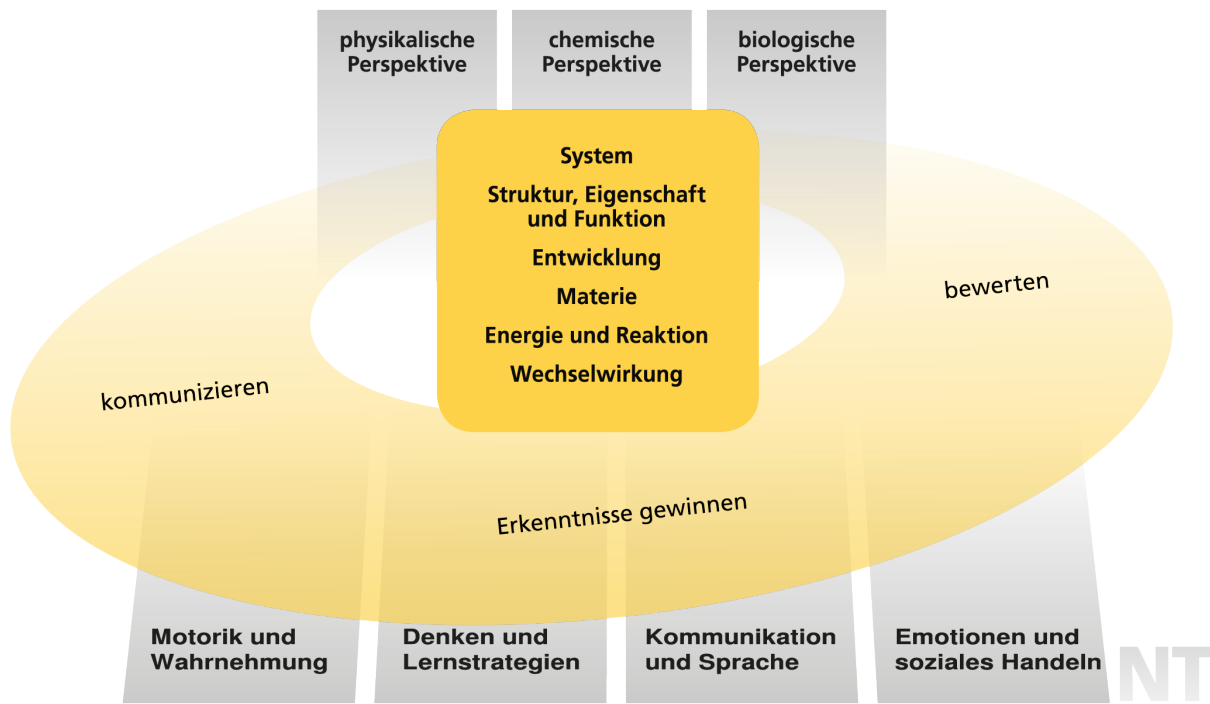 physikalische
Perspektive
chemische
Perspektive
biologische
Perspektive
System
Struktur, Eigenschaft
und Funktion
Entwicklung
Materie
Energie und Reaktion
Wechselwirkung
bewerten
kommunizieren
Erkenntnisse gewinnen
Motorik und
Wahrnehmung
Denken und
Lernstrategien
Kommunikation
und Sprache
Emotionen und
soziales Handeln
NT